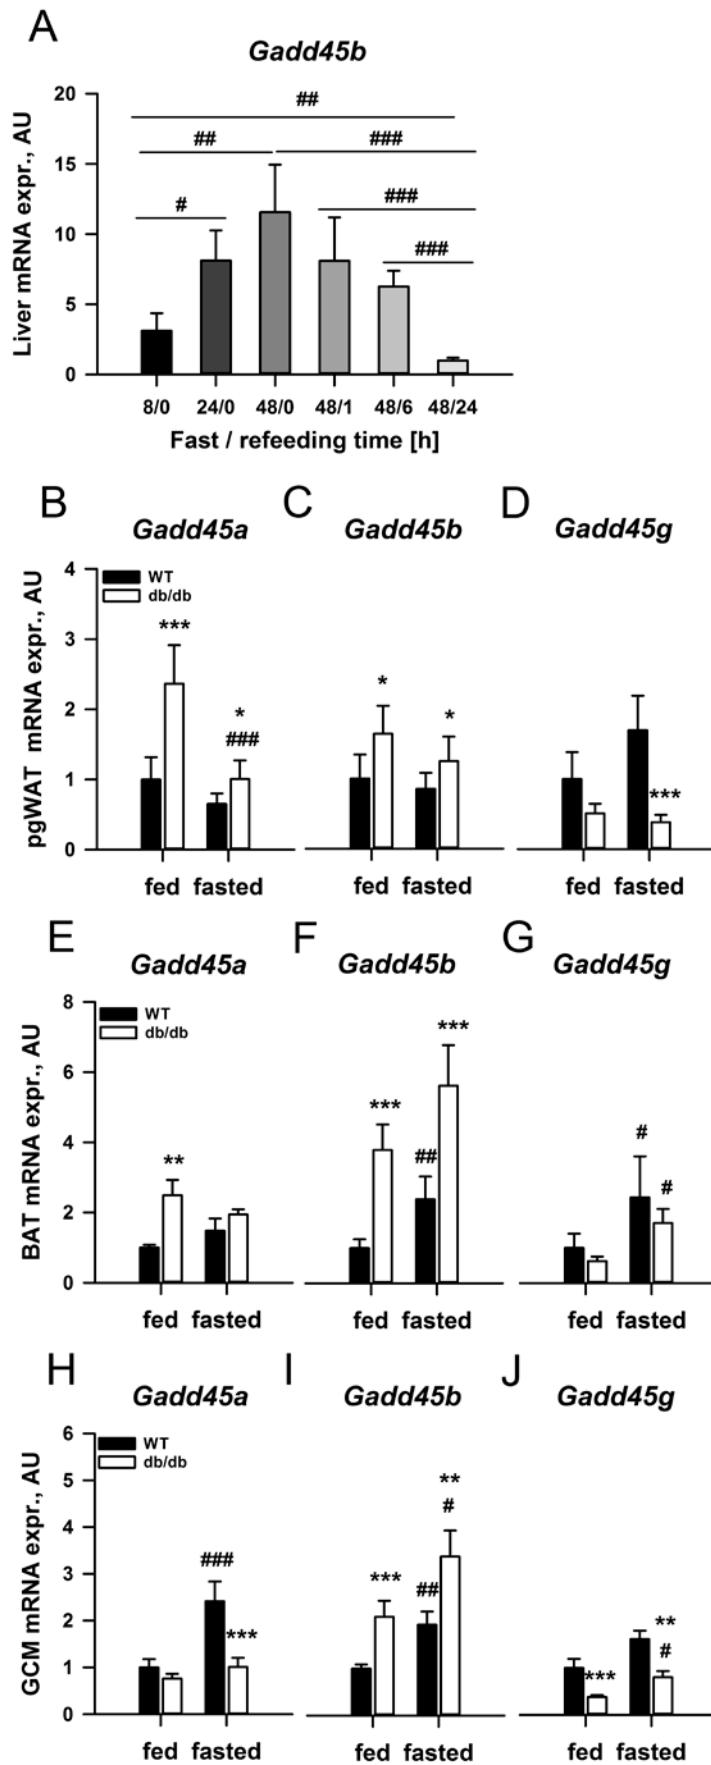 A
Gadd45b
Liver mRNA expr., AU
20
15
10
5
0
##
##
###
#
###
###
8/0 24/0 48/0 48/1 48/6 48/24
Fast / refeeding time [h]
B C D
Gadd45a Gadd45b Gadd45g
pgWAT mRNA expr., AU
4
3
2
1
0
WT
db/db
***
*
###
*
*
***
fed fasted fed fasted fed fasted
E F G
Gadd45a Gadd45b Gadd45g
BAT mRNA expr., AU
8
6
4
2
0
WT
db/db
**
***
##
***
#
#
fed fasted fed fasted fed fasted
H I J
Gadd45a Gadd45b Gadd45g
GCM mRNA expr., AU
6
5
4
3
2
1
0
WT
db/db
###
***
***
##
**
#
***
**
#
fed fasted fed fasted fed fasted